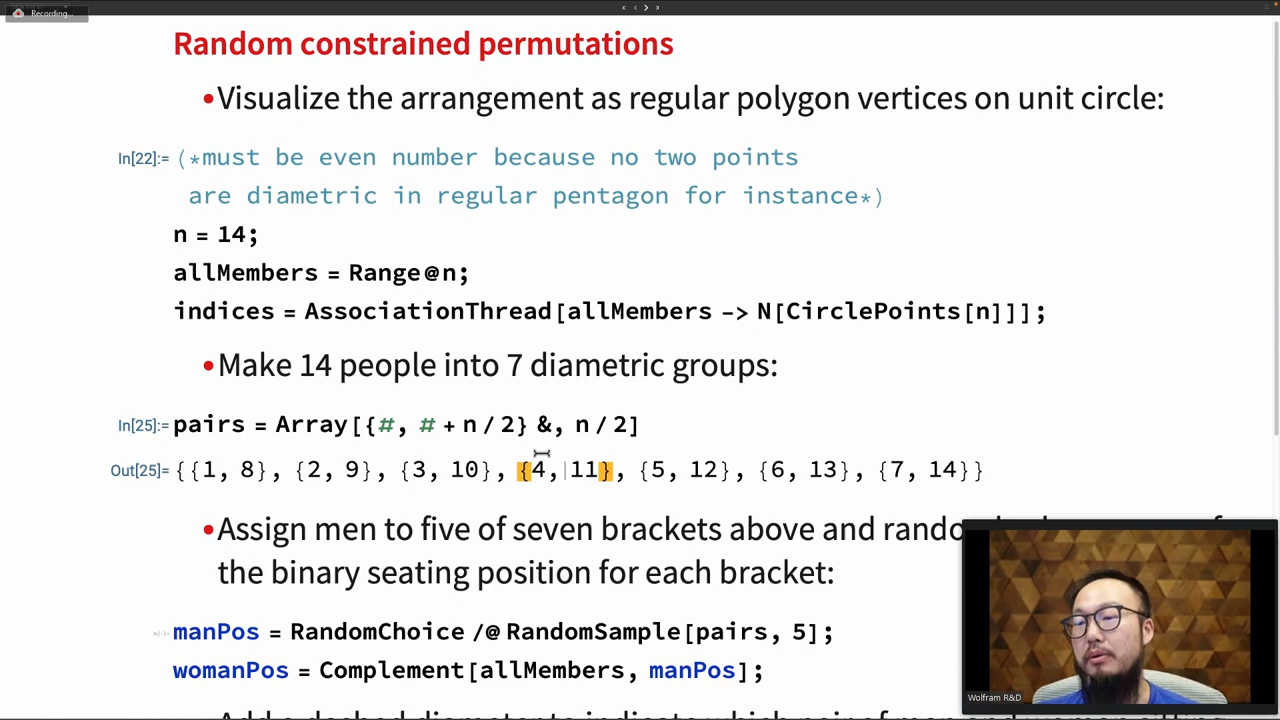 Recording...
Random constrained permutations
•Visualize the arrangement as regular polygon vertices on unit circle:
In[22]:= (*must be even number because no two points
are diametric in regular pentagon for instance*)
n = 14;
allMembers = Range@n;
indices = AssociationThread[allMembers -> N[CirclePoints[n]]];
•Make 14 people into 7 diametric groups:
In[25]:= pairs = Array[{#, # + n / 2} &, n / 2]
Out[25]= {{1, 8}, {2, 9}, {3, 10}, {4, 11}, {5, 12}, {6, 13}, {7, 14}}
•Assign men to five of seven brackets above and
the binary seating position for each bracket:
manPos = RandomChoice /@ RandomSample[pairs, 5];
womanPos = Complement[allMembers, manPos];
Wolfram R&D